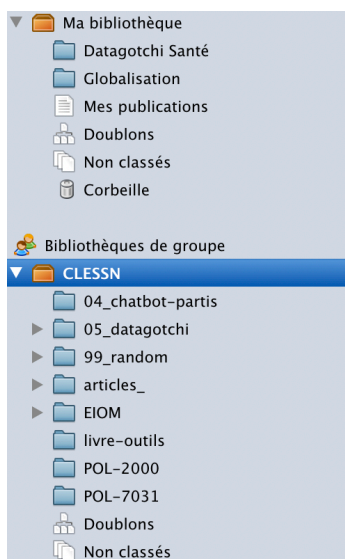 Ma bibliothèque
Datagotchi Santé
Globalisation
Mes publications
Doublons
Non classés
Corbeille
Bibliothèques de groupe
CLESSN
04_chatbot-partis
05_datagotchi
99_random
articles_
EIOM
livre-outils
POL-2000
POL-7031
Doublons
Non classés